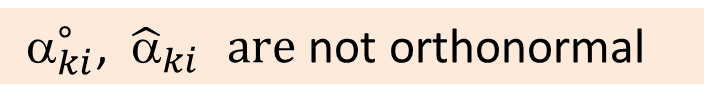 α°ₖᵢ, α̂ₖᵢ are not orthonormal